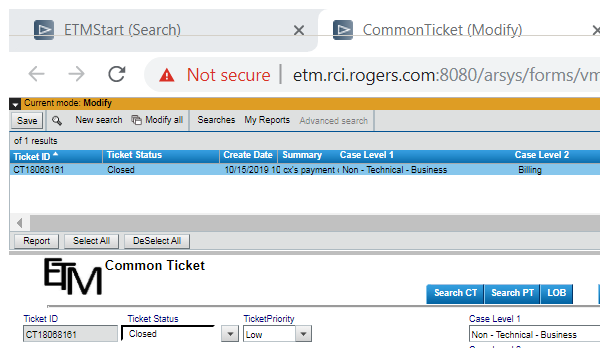 ETMStart (Search) CommonTicket (Modify)
Not secure etm.rci.rogers.com:8080/arsys/forms/vm
Current mode: Modify
Save New search Modify all Searches My Reports Advanced search
of 1 results
Ticket ID Ticket Status Create Date Summary Case Level 1 Case Level 2
CT18068161 Closed 10/15/2019 10 cx's payment Non - Technical - Business Billing
Report Select All DeSelect All
ETM Common Ticket
Search CT Search PT LOB
Ticket ID Ticket Status TicketPriority Case Level 1
CT18068161 Closed Low Non - Technical - Business